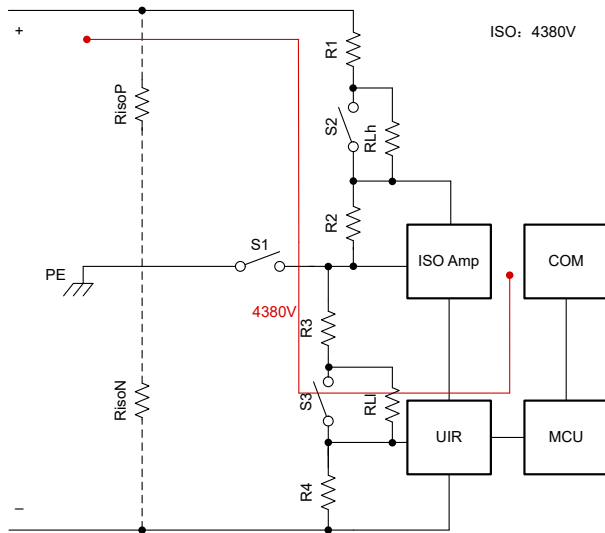 +
ISO：4380V
R1
RisoP
S2
RLh
R2
S1
ISO Amp
COM
PE
4380V
R3
RisoN
S3
RLl
UIR
MCU
R4
–